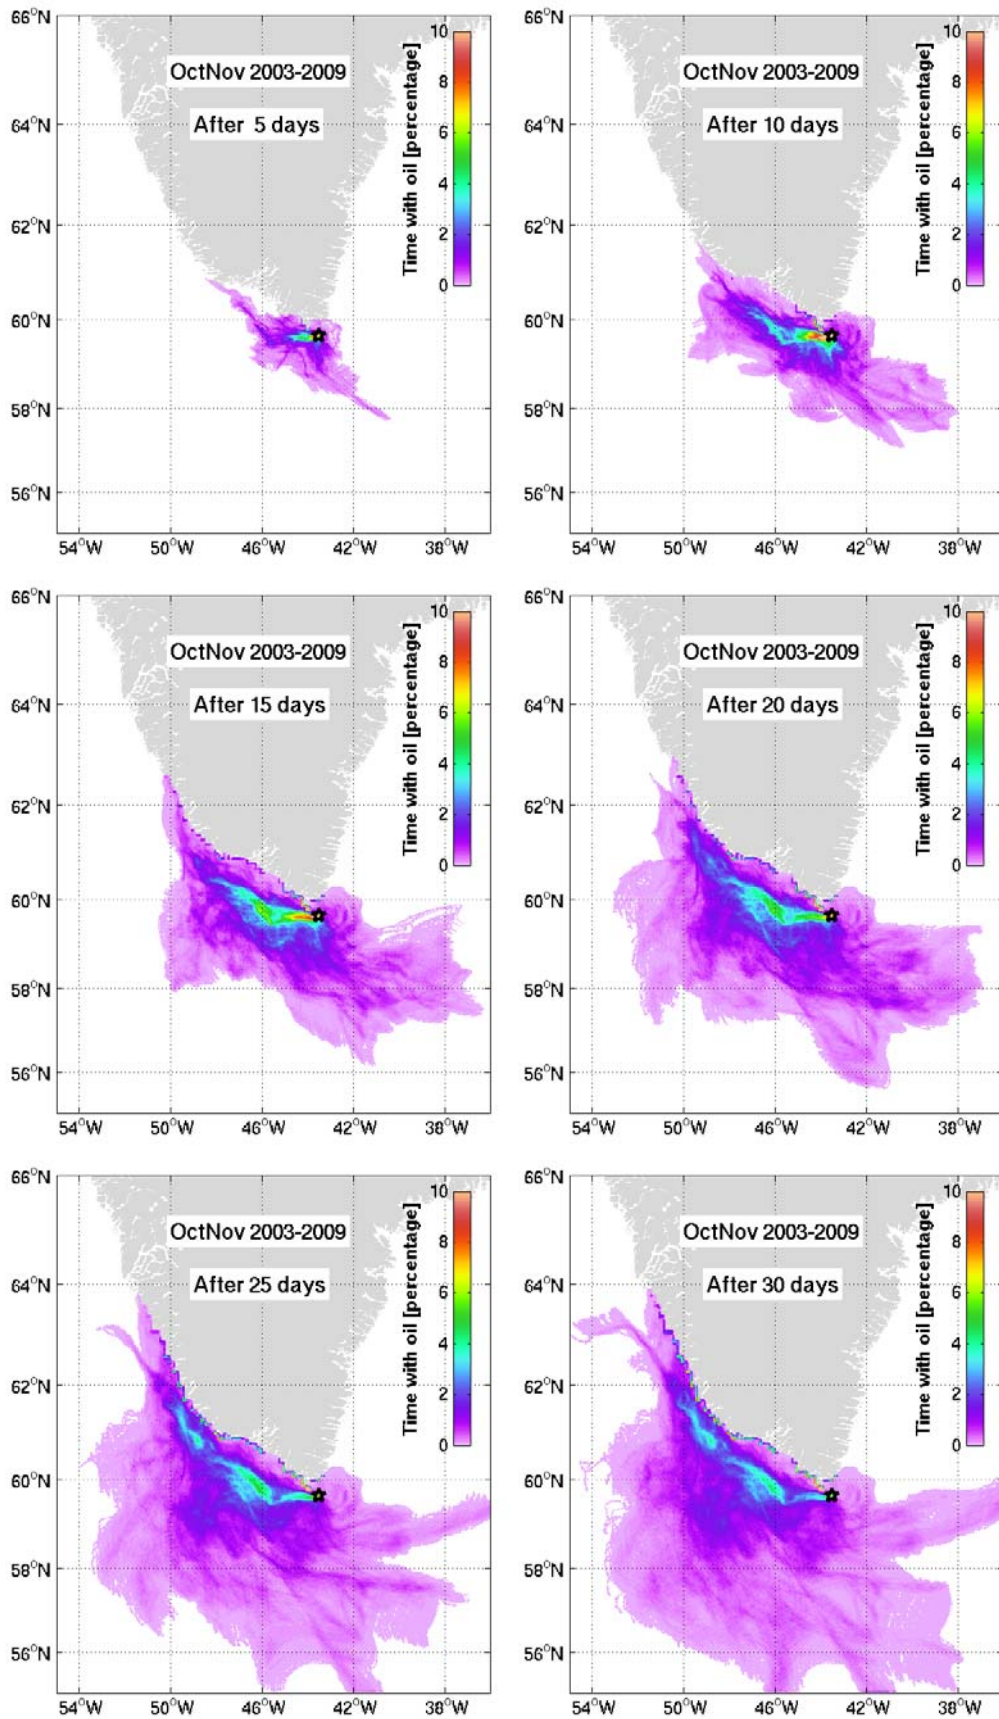 66°N
64°N
62°N
60°N
58°N
56°N
54°W 50°W 46°W 42°W 38°W
OctNov 2003-2009
After 5 days
Time with oil [percentage]
10
8
6
4
2
0
66°N
64°N
62°N
60°N
58°N
56°N
54°W 50°W 46°W 42°W 38°W
OctNov 2003-2009
After 10 days
Time with oil [percentage]
10
8
6
4
2
0
66°N
64°N
62°N
60°N
58°N
56°N
54°W 50°W 46°W 42°W 38°W
OctNov 2003-2009
After 15 days
Time with oil [percentage]
10
8
6
4
2
0
66°N
64°N
62°N
60°N
58°N
56°N
54°W 50°W 46°W 42°W 38°W
OctNov 2003-2009
After 20 days
Time with oil [percentage]
10
8
6
4
2
0
66°N
64°N
62°N
60°N
58°N
56°N
54°W 50°W 46°W 42°W 38°W
OctNov 2003-2009
After 25 days
Time with oil [percentage]
10
8
6
4
2
0
66°N
64°N
62°N
60°N
58°N
56°N
54°W 50°W 46°W 42°W 38°W
OctNov 2003-2009
After 30 days
Time with oil [percentage]
10
8
6
4
2
0